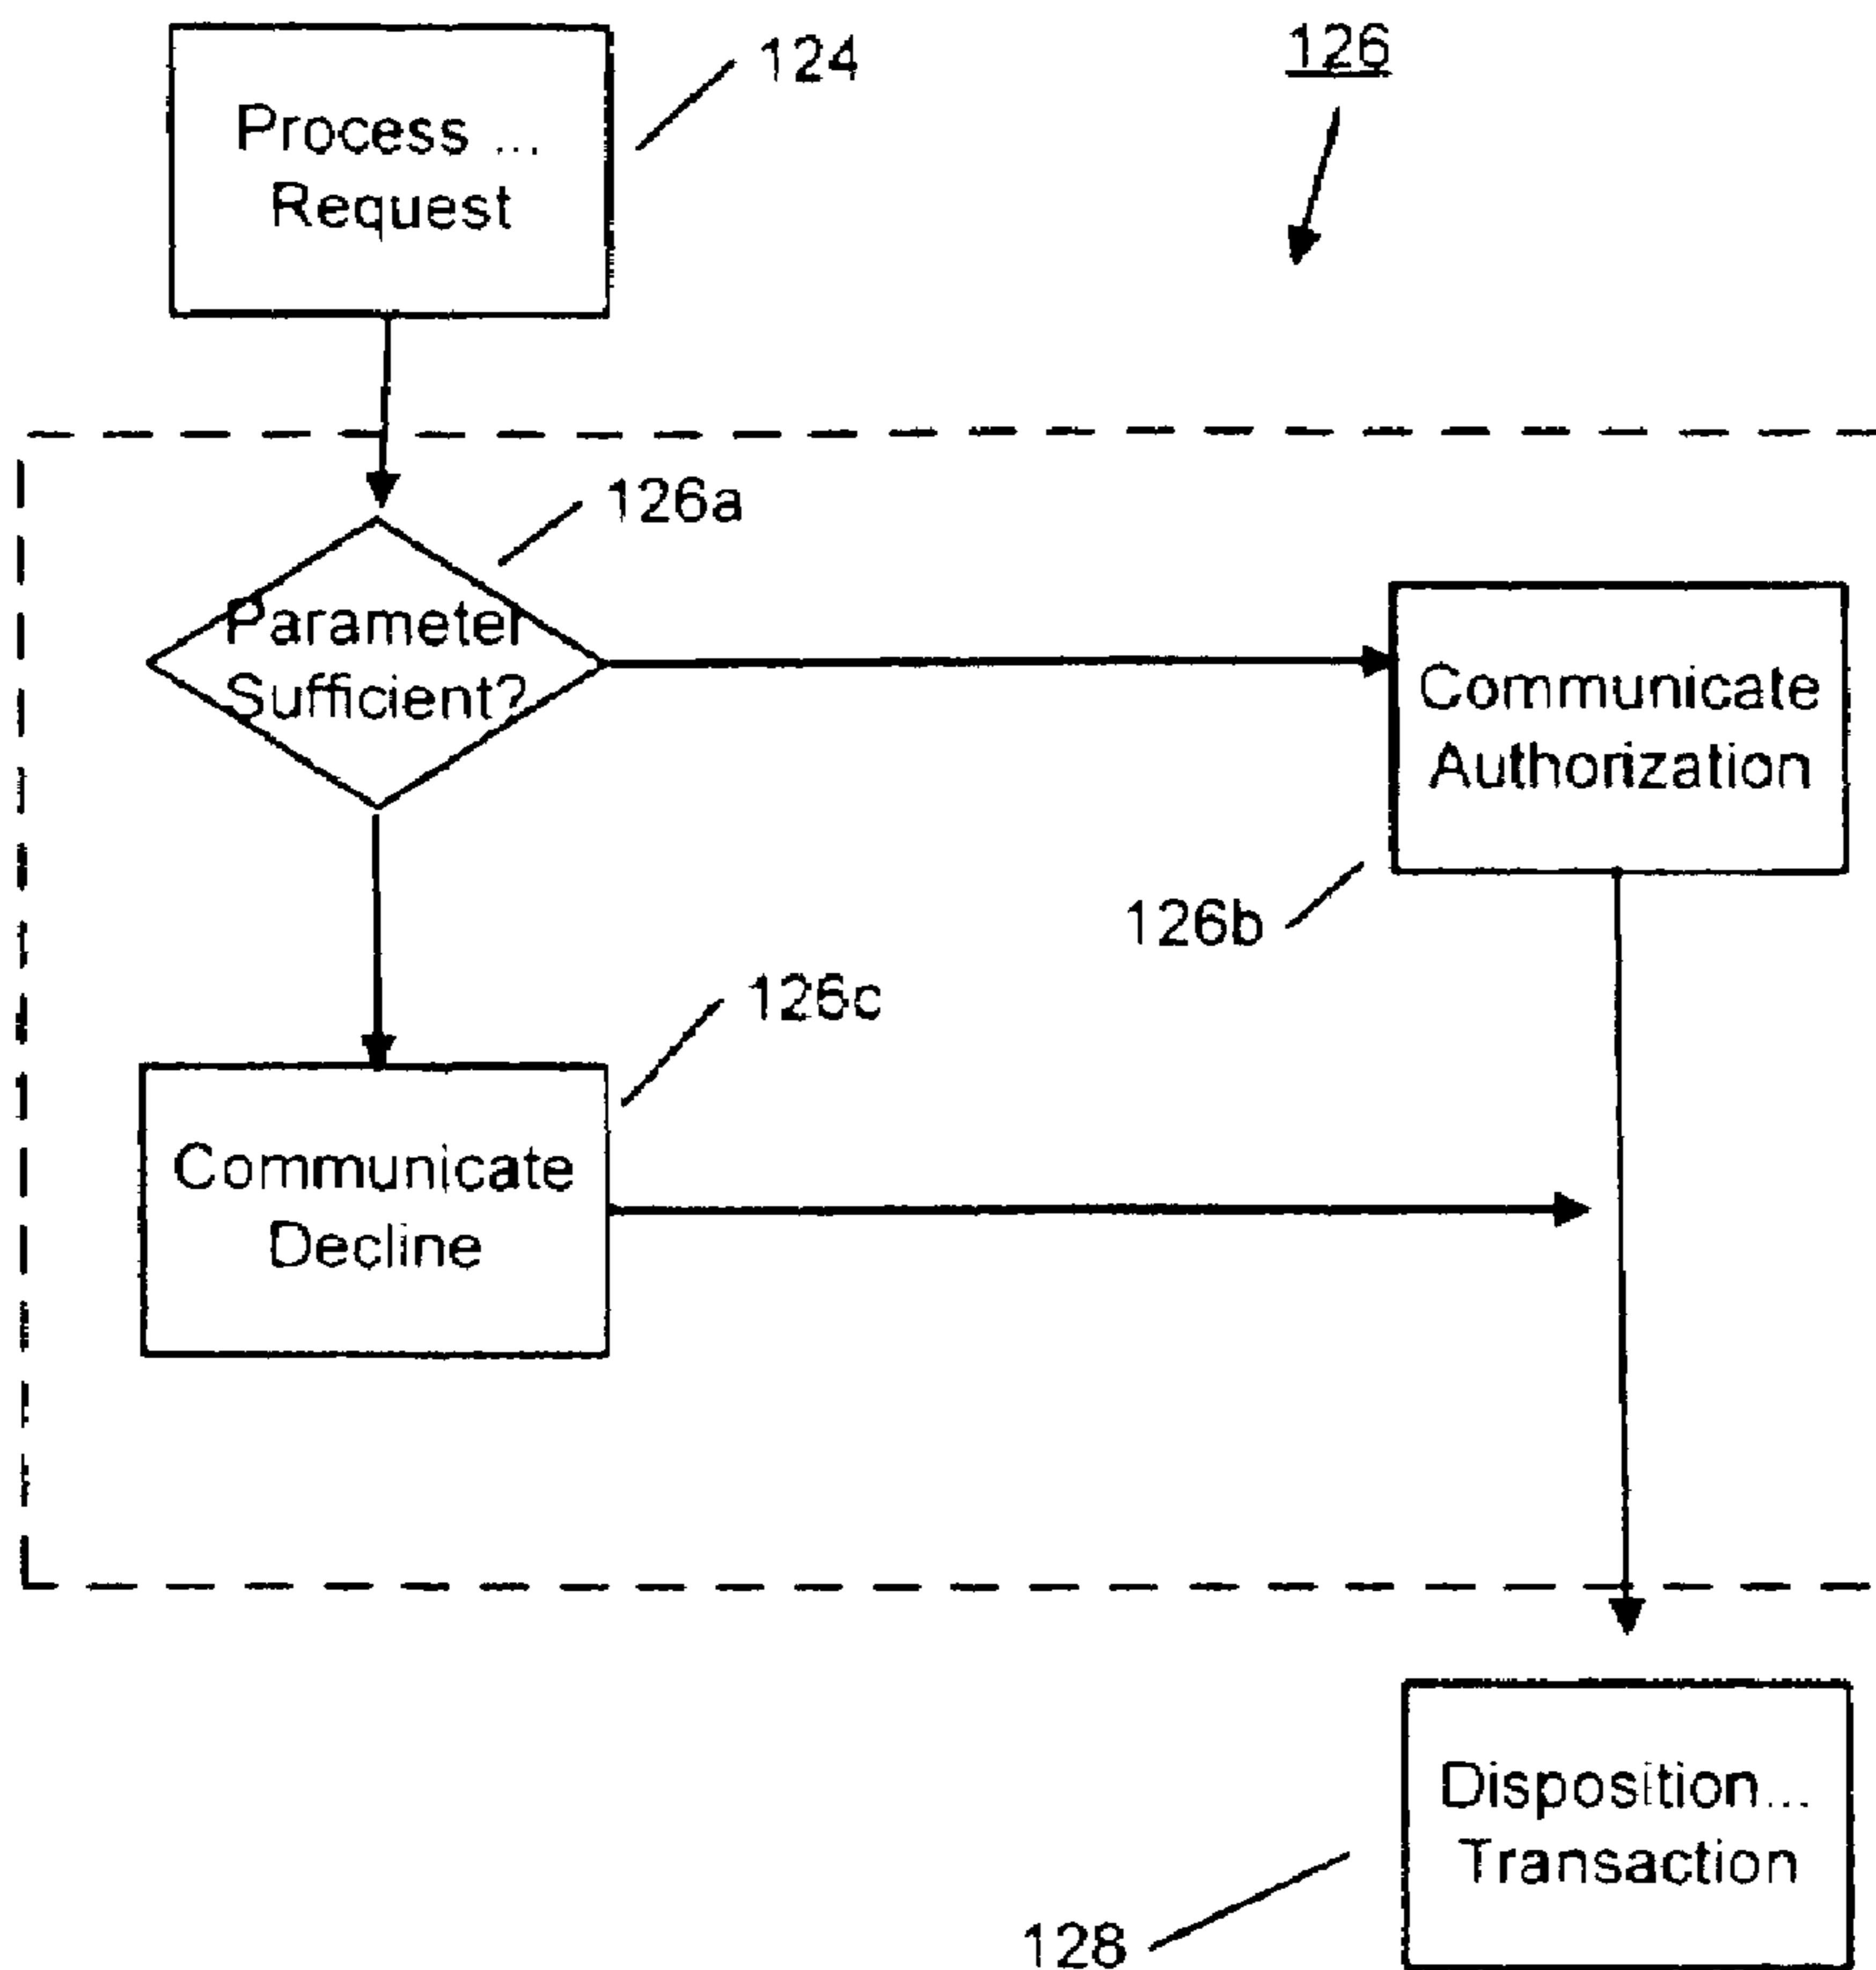 124
126
Process ...
Request
126a
Parameter
Sufficient?
Communicate
Authorization
126b
126c
Communicate
Decline
Disposition...
Transaction
128